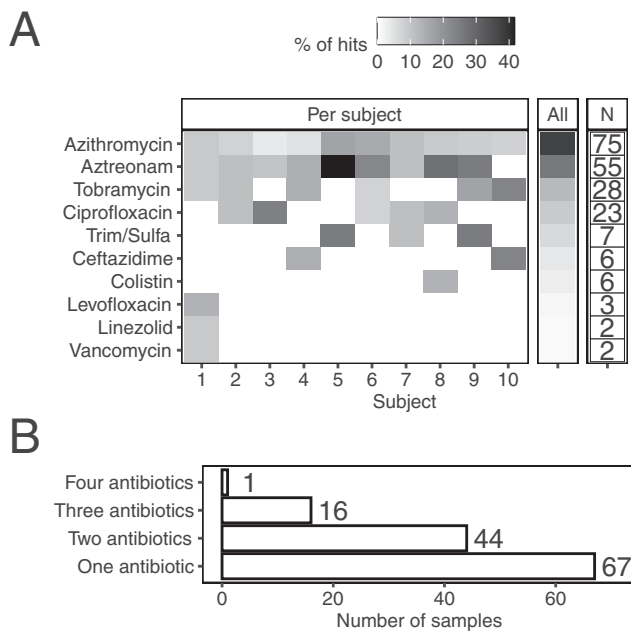 A
% of hits
0 10 20 30 40
Per subject All N
Azithromycin 75
Aztreonam 55
Tobramycin 28
Ciprofloxacin 23
Trim/Sulfa 7
Ceftazidime 6
Colistin 6
Levofloxacin 3
Linezolid 2
Vancomycin 2
1 2 3 4 5 6 7 8 9 10
Subject
B
Four antibiotics 1
Three antibiotics 16
Two antibiotics 44
One antibiotic 67
0 20 40 60
Number of samples